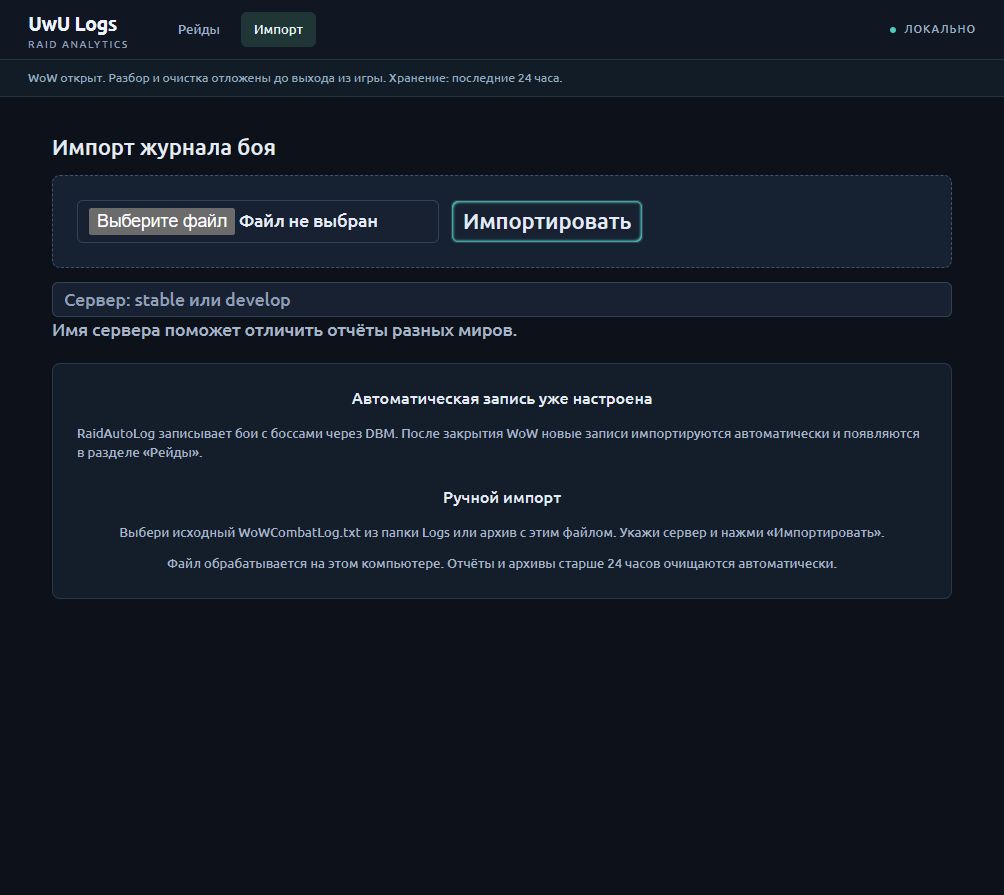 UwU Logs
RAID ANALYTICS
Рейды
Импорт
ЛОКАЛЬНО
WoW открыт. Разбор и очистка отложены до выхода из игры. Хранение: последние 24 часа.
Импорт журнала боя
Выберите файл Файл не выбран
Импортировать
Сервер: stable или develop
Имя сервера поможет отличить отчёты разных миров.
Автоматическая запись уже настроена
RaidAutoLog записывает бои с боссами через DBM. После закрытия WoW новые записи импортируются автоматически и появляются
в разделе «Рейды».
Ручной импорт
Выбери исходный WoWCombatLog.txt из папки Logs или архив с этим файлом. Укажи сервер и нажми «Импортировать».
Файл обрабатывается на этом компьютере. Отчёты и архивы старше 24 часов очищаются автоматически.